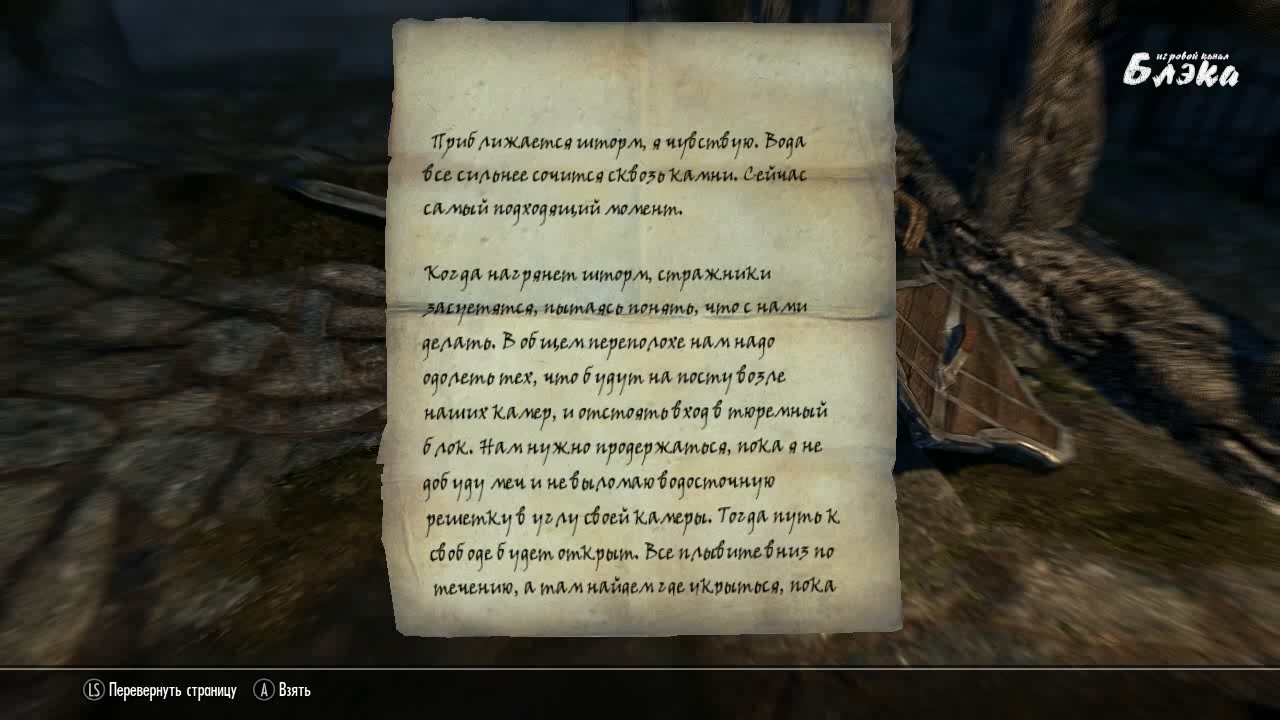 игровой канал
Блэка
Приближается шторм, я чувствую. Вода
все сильнее сочится сквозь камни. Сейчас
самый подходящий момент.
Когда нагрянет шторм, стражники
засуетятся, пытаясь понять, что с нами
делать. В общем переполохе нам надо
одолеть тех, что будут на посту возле
наших камер, и отстоять вход в тюремный
блок. Нам нужно продержаться, пока я не
добуду меч и не выломаю водосточную
решетку в углу своей камеры. Тогда путь к
свободе будет открыт. Все плывите вниз по
течению, а там найдем где укрыться, пока
LS Перевернуть страницу A Взять